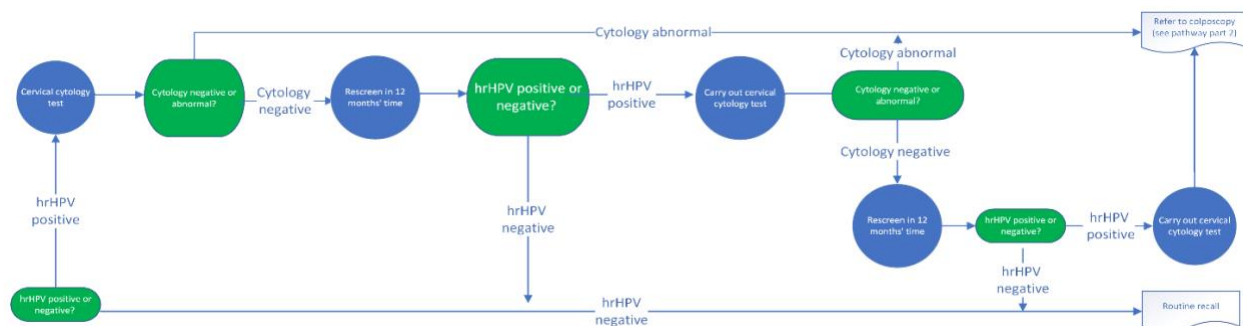 Refer to colposcopy
(see pathway part 2)
Cytology abnormal
Cytology abnormal
Cervical cytology
test
Cytology negative or
abnormal?
Cytology
negative
Rescreen in 12
months' time
hrHPV positive or
negative?
hrHPV
positive
Carry out cervical
cytology test
Cytology negative or
abnormal?
Cytology negative
hrHPV
positive
hrHPV
negative
Rescreen in 12
months' time
hrHPV positive or
negative?
hrHPV
positive
Carry out cervical
cytology test
hrHPV
negative
hrHPV positive or
negative?
hrHPV
negative
Routine recall